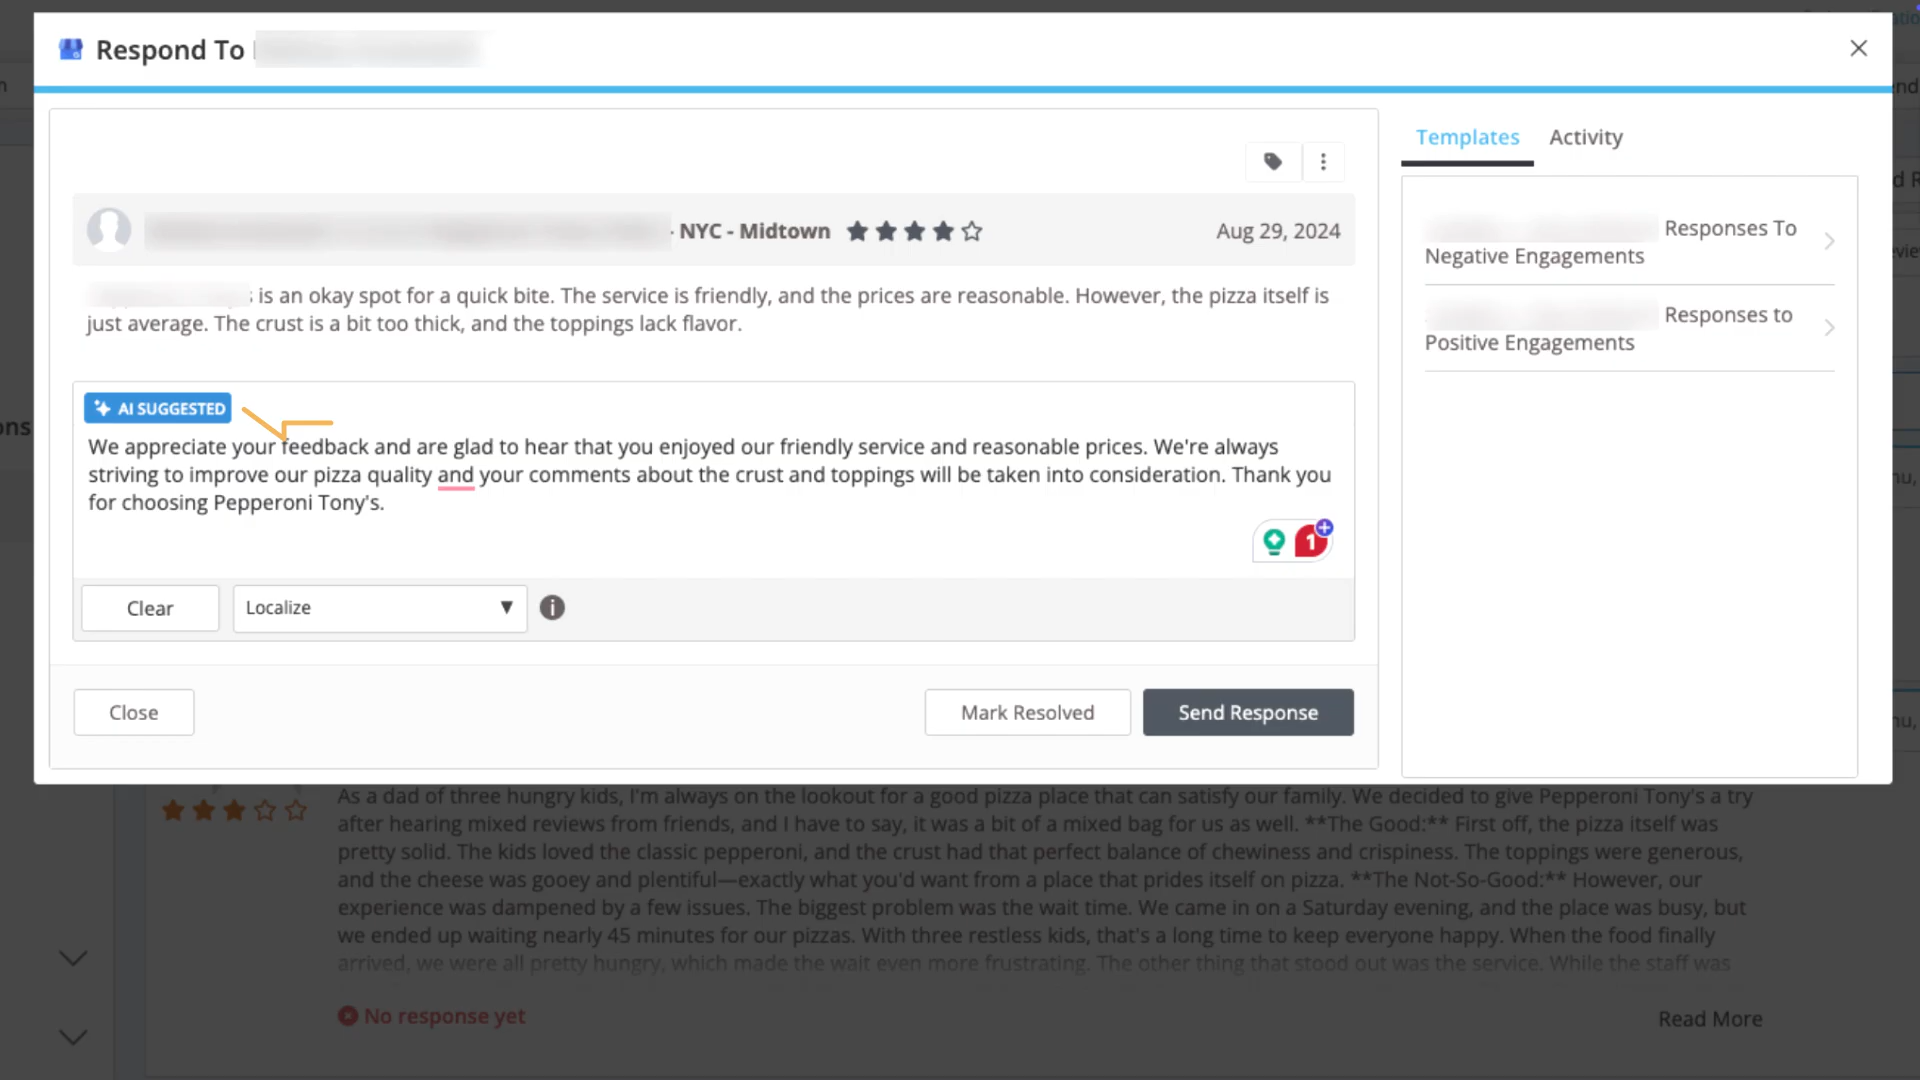 Respond To
Templates Activity
- NYC - Midtown
Aug 29, 2024
is an okay spot for a quick bite. The service is friendly, and the prices are reasonable. However, the pizza itself is
just average. The crust is a bit too thick, and the toppings lack flavor.
Responses To
Negative Engagements
Responses to
Positive Engagements
AI SUGGESTED
We appreciate your feedback and are glad to hear that you enjoyed our friendly service and reasonable prices. We're always
striving to improve our pizza quality and your comments about the crust and toppings will be taken into consideration. Thank you
for choosing Pepperoni Tony's.
1
Clear
Localize
Close
Mark Resolved
Send Response
As a dad of three hungry kids, I'm always on the lookout for a good pizza place that can satisfy our family. We decided to give Pepperoni Tony's a try
after hearing mixed reviews from friends, and I have to say, it was a bit of a mixed bag for us as well. **The Good:** First off, the pizza itself was
pretty solid. The kids loved the classic pepperoni, and the crust had that perfect balance of chewiness and crispiness. The toppings were generous,
and the cheese was gooey and plentiful—exactly what you'd want from a place that prides itself on pizza. **The Not-So-Good:** However, our
experience was dampened by a few issues. The biggest problem was the wait time. We came in on a Saturday evening, and the place was busy, but
we ended up waiting nearly 45 minutes for our pizzas. With three restless kids, that's a long time to keep everyone happy. When the food finally
arrived, we were all pretty hungry, which made the wait even more frustrating. The other thing that stood out was the service. While the staff was
No response yet
Read More